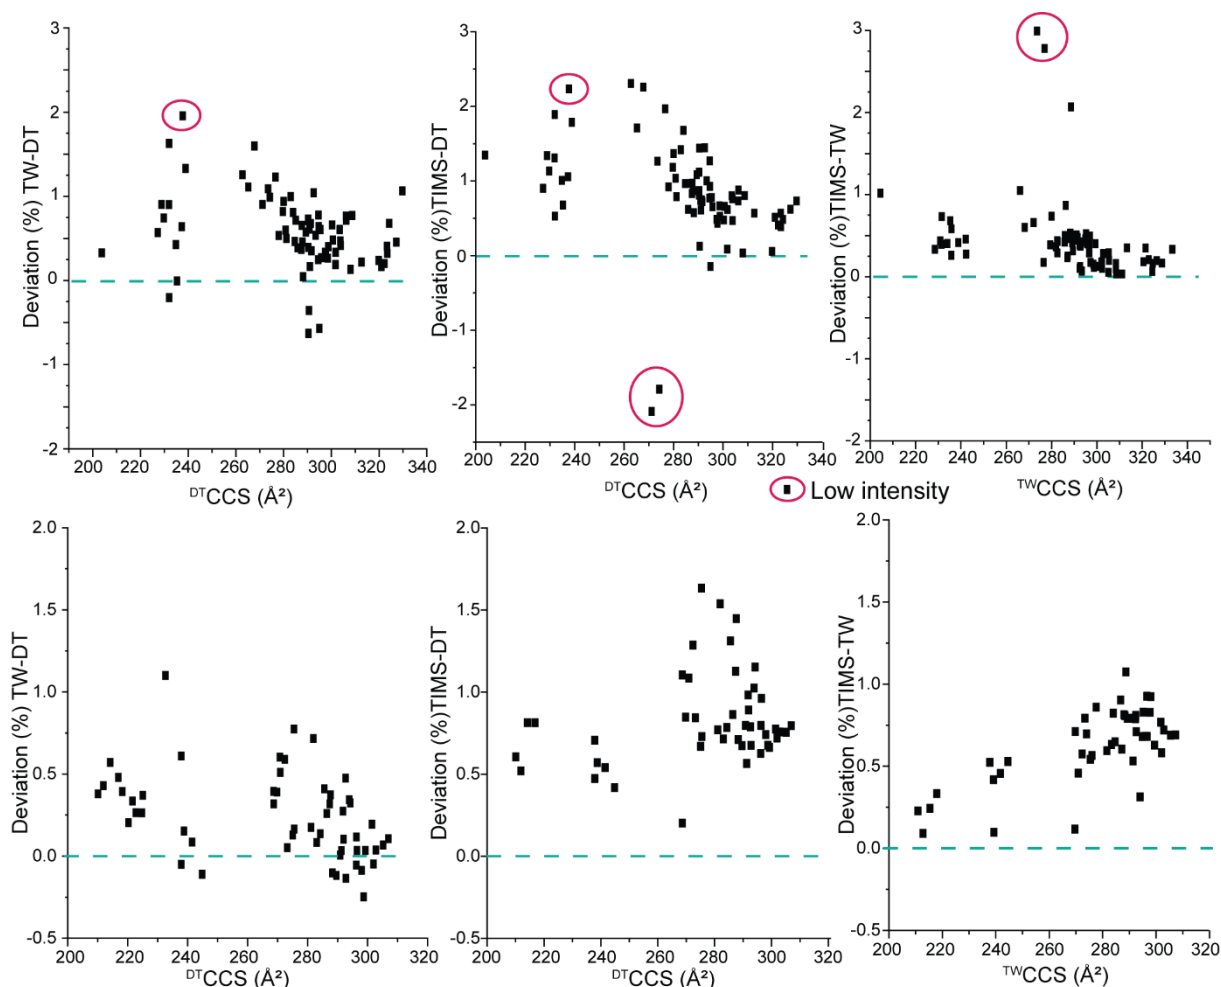 Deviation (%) TW-DT
3
2
1
0
-1
-2
200 220 240 260 280 300 320 340
ᴰᵀCCS (Å²)
Deviation (%)TIMS-DT
3
2
1
0
-1
-2
200 220 240 260 280 300 320 340
ᴰᵀCCS (Å²)
Deviation (%)TIMS-TW
3
2
1
0
-1
-2
200 220 240 260 280 300 320 340
ᵀᵂCCS (Å²)
Low intensity
Deviation (%) TW-DT
2.0
1.5
1.0
0.5
0.0
-0.5
200 220 240 260 280 300 320
ᴰᵀCCS (Å²)
Deviation (%)TIMS-DT
2.0
1.5
1.0
0.5
0.0
-0.5
200 220 240 260 280 300 320
ᴰᵀCCS (Å²)
Deviation (%)TIMS-TW
2.0
1.5
1.0
0.5
0.0
-0.5
200 220 240 260 280 300 320
ᵀᵂCCS (Å²)